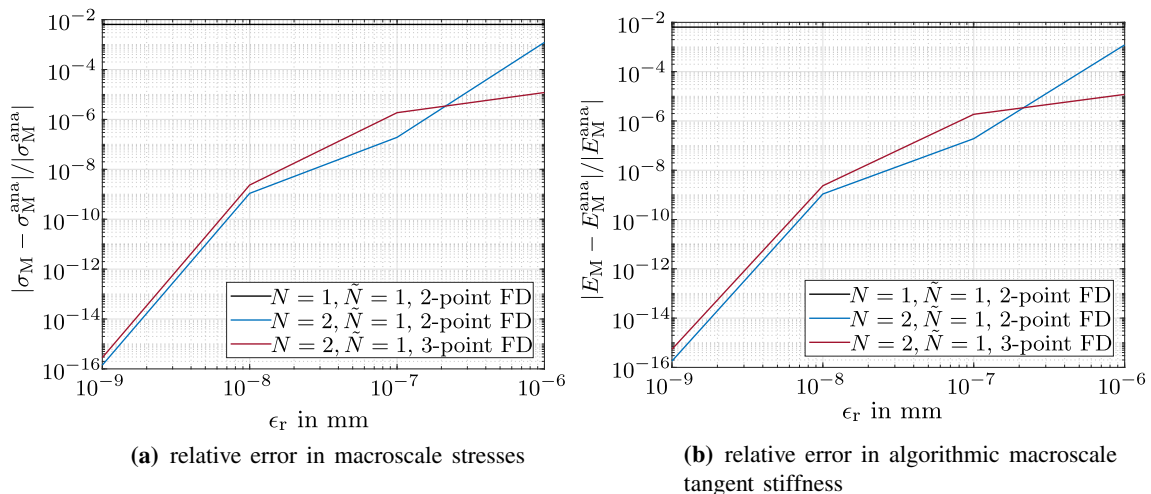 |σ_M − σ_M^ana|/|σ_M^ana|
10^−2
10^−4
10^−6
10^−8
10^−10
10^−12
10^−14
10^−16
N = 1, Ñ = 1, 2-point FD
N = 2, Ñ = 1, 2-point FD
N = 2, Ñ = 1, 3-point FD
10^−9 10^−8 10^−7 10^−6
ϵ_r in mm
(a) relative error in macroscale stresses
|E_M − E_M^ana|/|E_M^ana|
10^−2
10^−4
10^−6
10^−8
10^−10
10^−12
10^−14
10^−16
N = 1, Ñ = 1, 2-point FD
N = 2, Ñ = 1, 2-point FD
N = 2, Ñ = 1, 3-point FD
10^−9 10^−8 10^−7 10^−6
ϵ_r in mm
(b) relative error in algorithmic macroscale
tangent stiffness